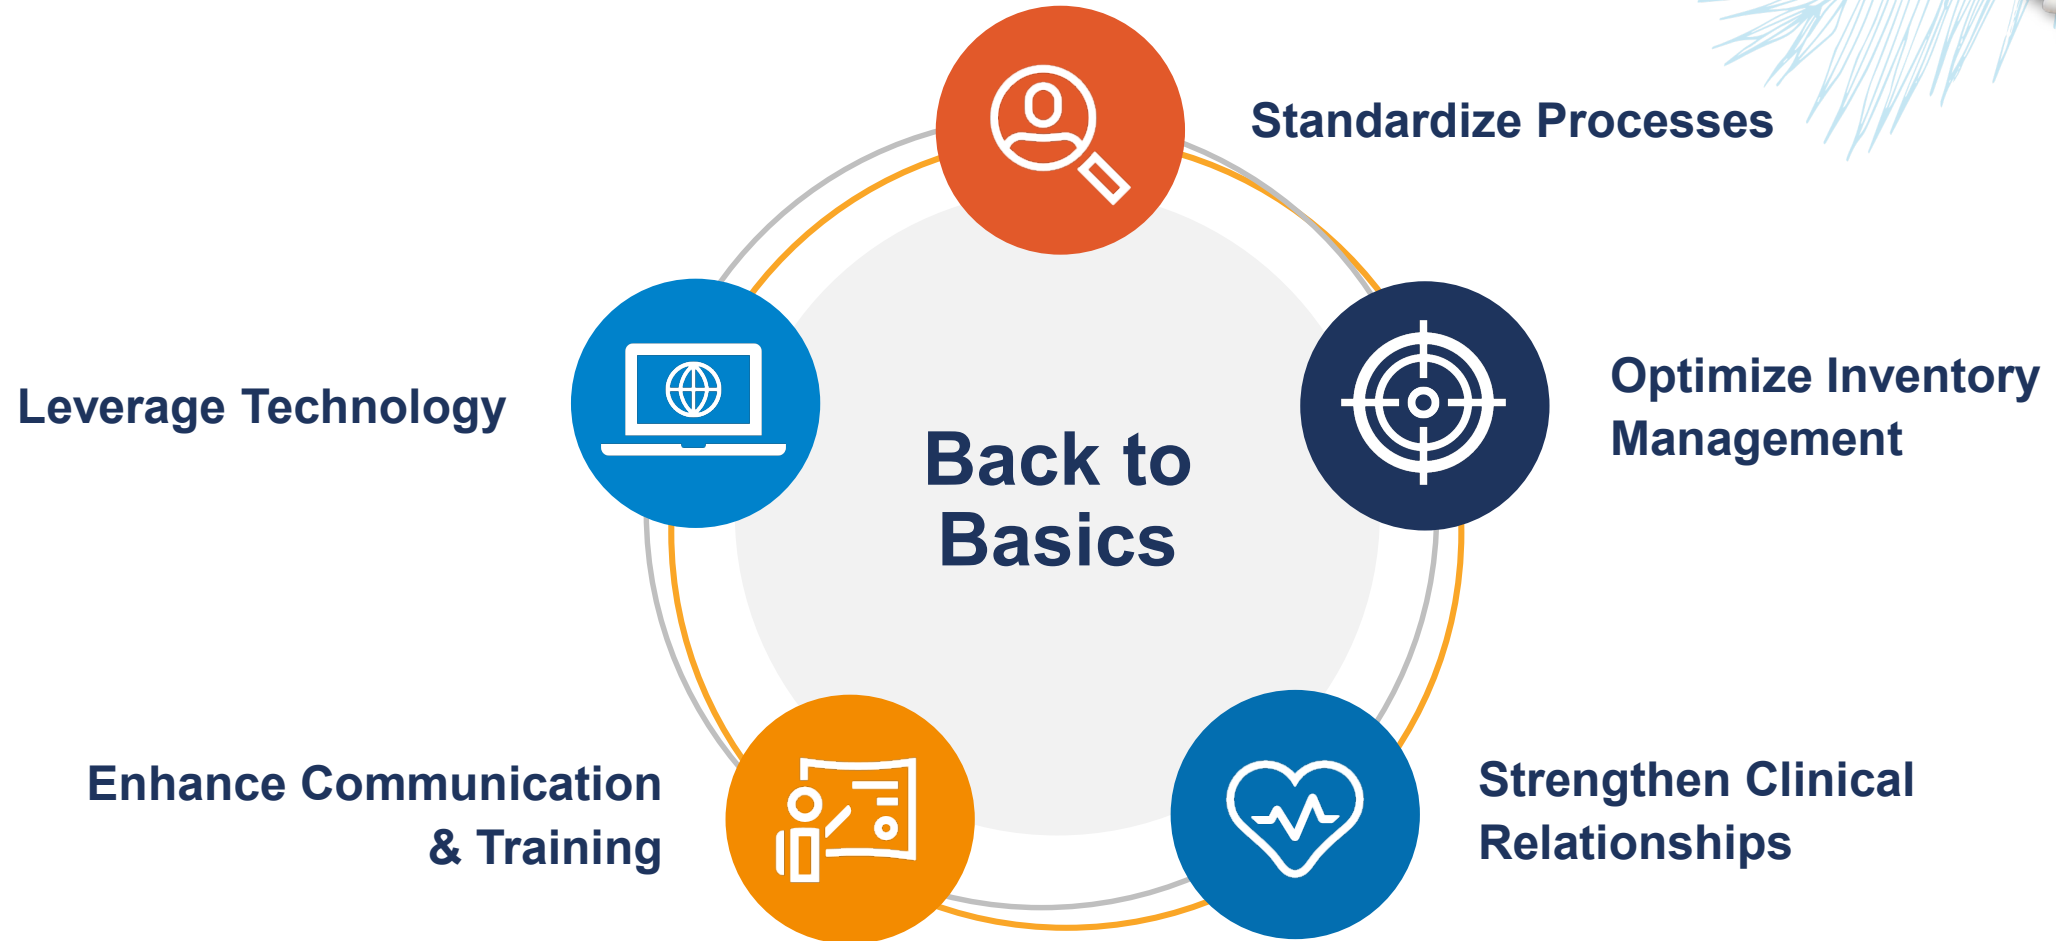 Standardize Processes
Optimize Inventory
Management
Leverage Technology
Back to
Basics
Enhance Communication
& Training
Strengthen Clinical
Relationships